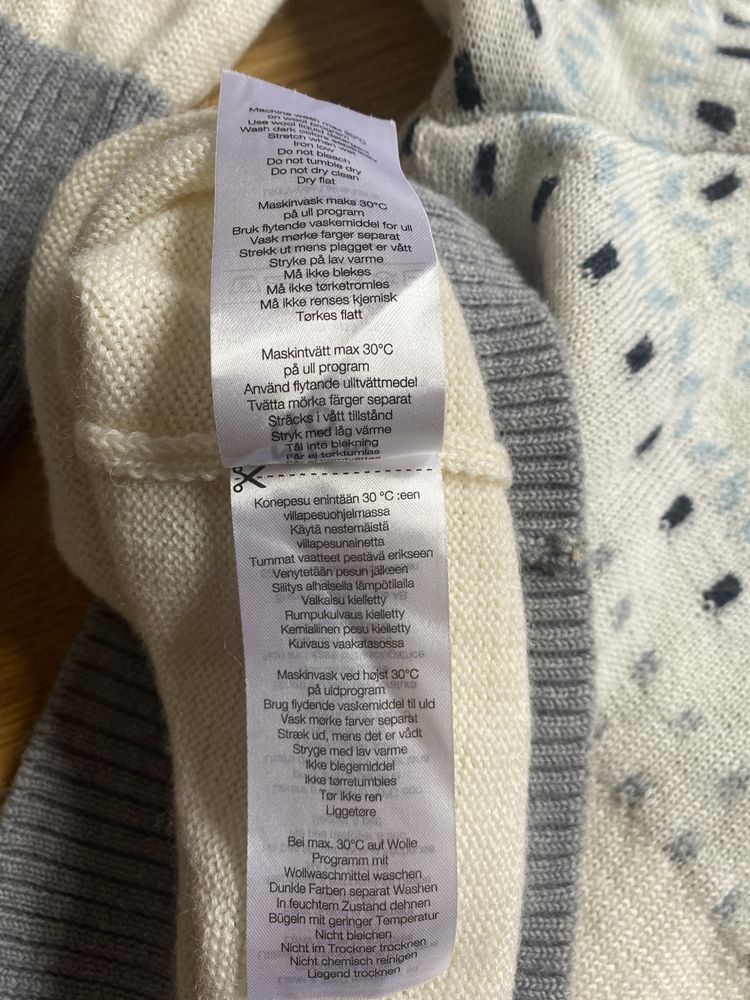 Machine wash max 30°C
on wool program
Use wool liquid detergent
Wash dark colors separate
Stretch when wet
Iron low
Do not bleach
Do not tumble dry
Do not dry clean
Dry flat
Maskinvask maks 30°C
på ull program
Bruk flytende vaskemiddel for ull
Vask mørke farger separat
Strekk ut mens plagget er vått
Stryke på lav varme
Må ikke blekes
Må ikke tørketromles
Må ikke renses kjemisk
Tørkes flatt
Maskintvätt max 30°C
på ull program
Använd flytande ulltvättmedel
Tvätta mörka färger separat
Sträcks i vått tillstånd
Stryk med låg värme
Tål inte blekning
Får ej torktumlas
Konepesu enintään 30 °C :een
villapesuohjelmassa
Käytä nestemäistä
villapesunainetta
Tummat vaatteet pestävä erikseen
Venytetään pesun jälkeen
Silitys alhaisella lämpötilalla
Valkaisu kielletty
Rumpukuivaus kielletty
Kemiallinen pesu kielletty
Kuivaus vaakatasossa
Maskinvask ved højst 30°C
på uldprogram
Brug flydende vaskemiddel til uld
Vask mørke farver separat
Stræk ud, mens det er vådt
Stryge med lav varme
Ikke blegemiddel
Ikke tørretumbles
Tør ikke ren
Liggetøre
Bei max. 30°C auf Wolle
Programm mit
Wollwaschmittel waschen
Dunkle Farben separat Washen
In feuchtem Zustand dehnen
Bügeln mit geringer Temperatur
Nicht bleichen
Nicht im Trockner trocknen
Nicht chemisch reinigen
Liegend trocknen